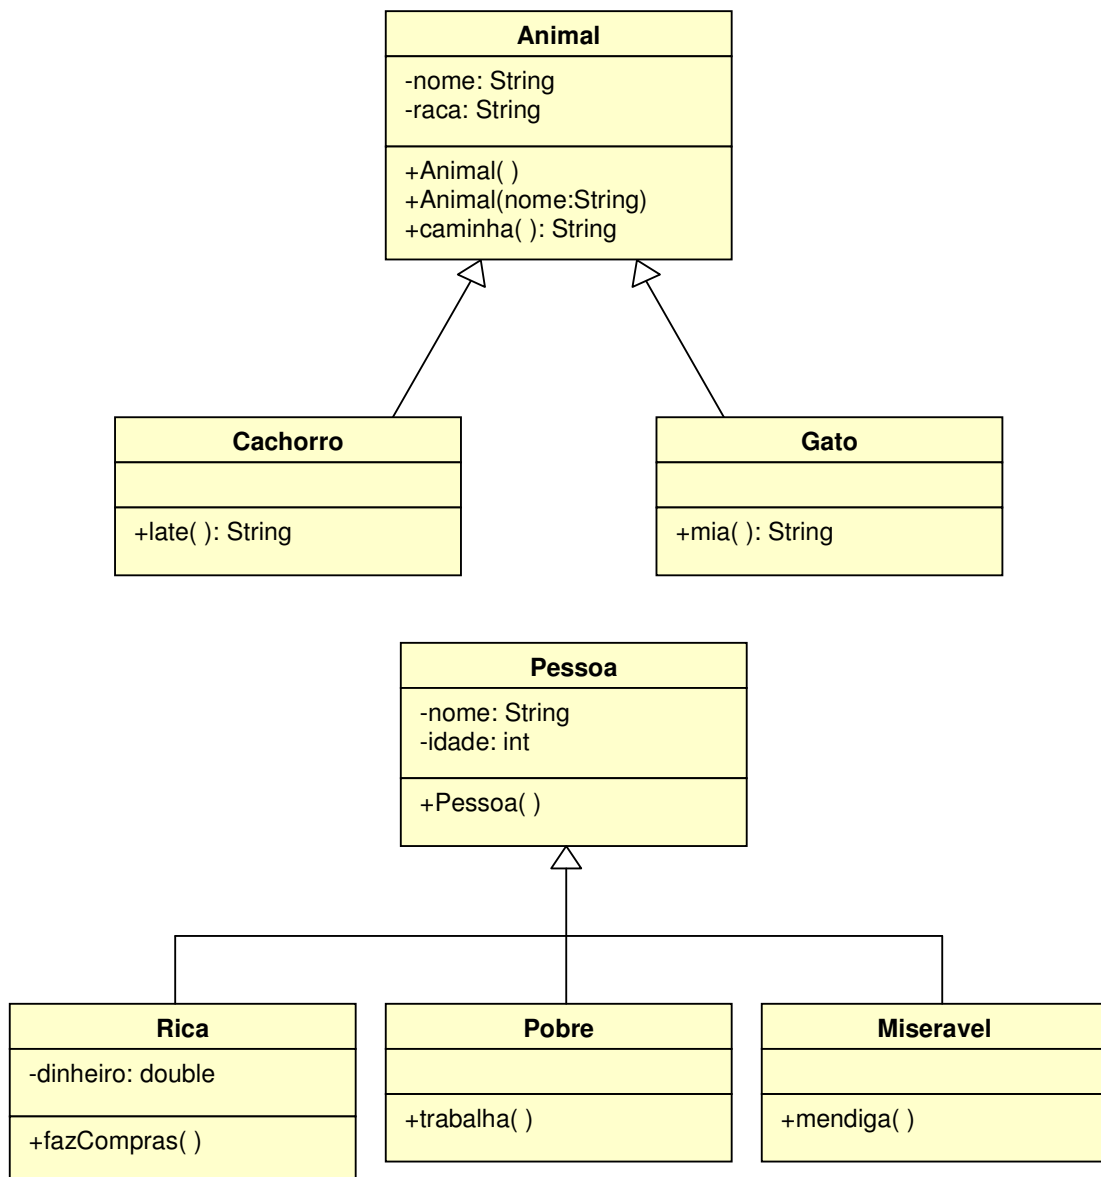 Animal
-nome: String
-raca: String
+Animal( )
+Animal(nome:String)
+caminha( ): String
Cachorro
+late( ): String
Gato
+mia( ): String
Pessoa
-nome: String
-idade: int
+Pessoa( )
Rica
-dinheiro: double
+fazCompras( )
Pobre
+trabalha( )
Miseravel
+mendiga( )